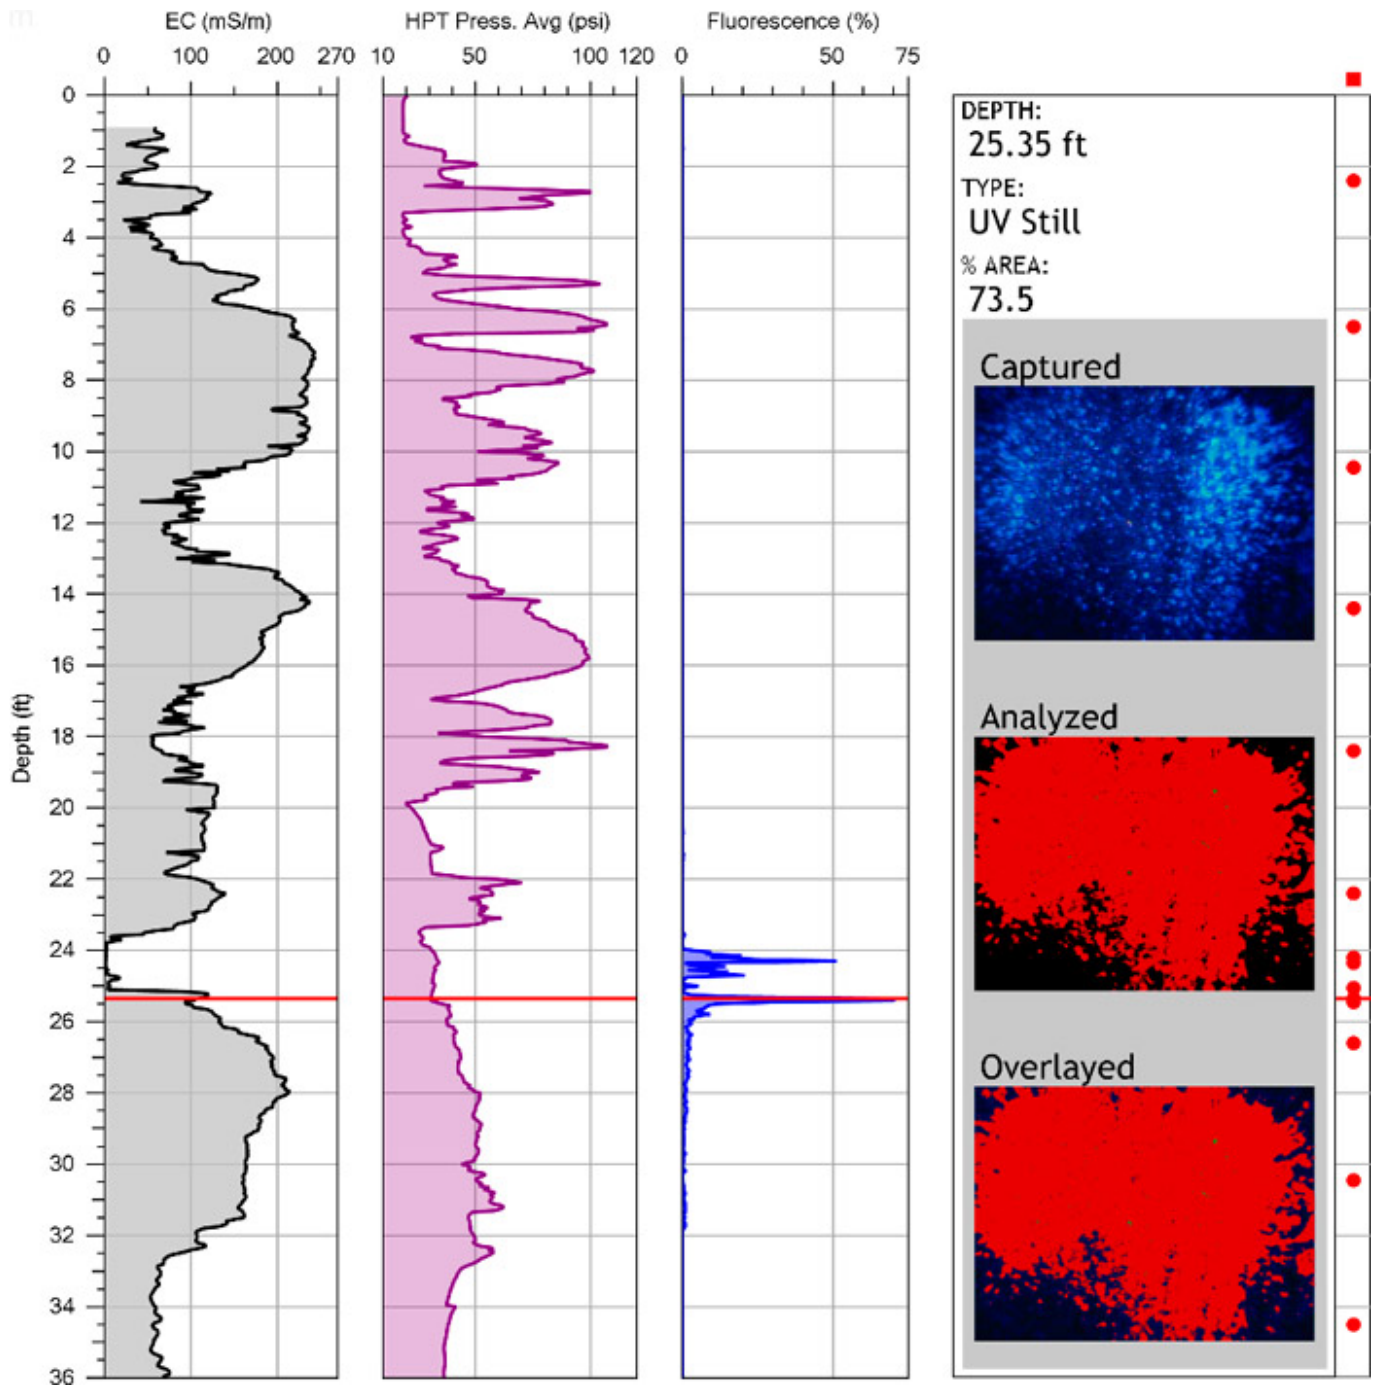 m
EC (mS/m)
HPT Press. Avg (psi)
Fluorescence (%)
0 100 200 270
10 50 100 120
0 50 75
0
2
4
6
8
10
12
14
16
18
20
22
24
26
28
30
32
34
36
Depth (ft)
DEPTH:
25.35 ft
TYPE:
UV Still
% AREA:
73.5
Captured
Analyzed
Overlayed